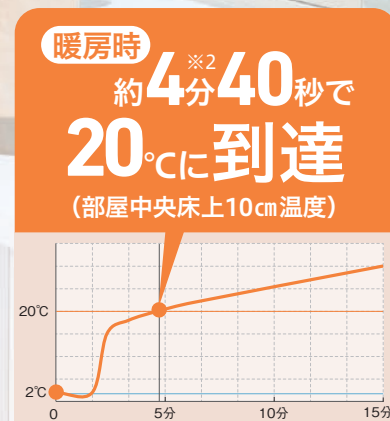 暖房時
※2
約4分40秒で
20℃に到達
（部屋中央床上10㎝温度）
20℃
2℃
0 5分 10分 15分